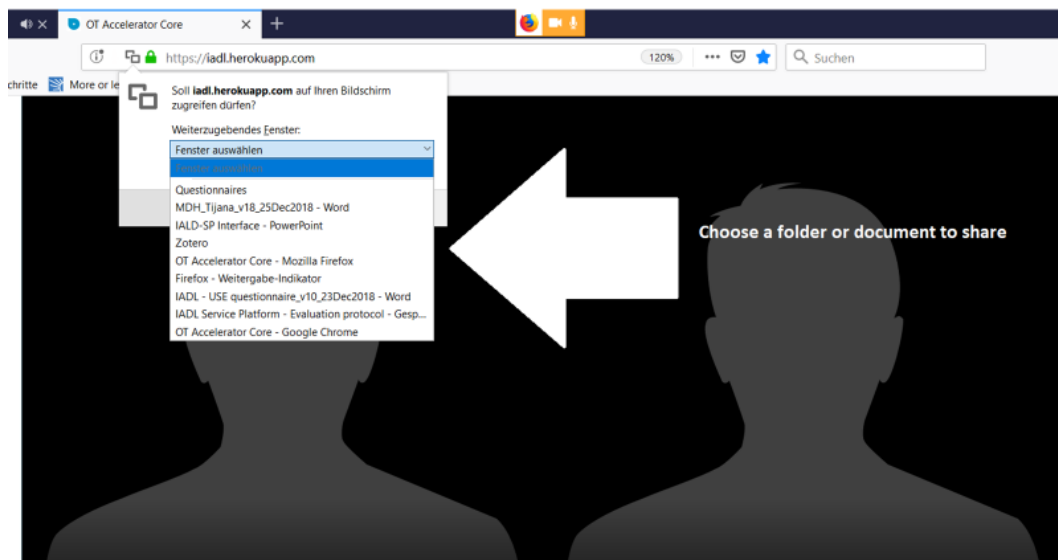 OT Accelerator Core
https://iadl.herokuapp.com
120%
Suchen
chritte
More or le
Soll iadl.herokuapp.com auf Ihren Bildschirm
zugreifen dürfen?
Weiterzugebendes Fenster:
Fenster auswählen
Fenster auswählen
Questionnaires
MDH_Tijana_v18_25Dec2018 - Word
IALD-SP Interface - PowerPoint
Zotero
OT Accelerator Core - Mozilla Firefox
Firefox - Weitergabe-Indikator
IADL - USE questionnaire_v10_23Dec2018 - Word
IADL Service Platform - Evaluation protocol - Gesp...
OT Accelerator Core - Google Chrome
Choose a folder or document to share